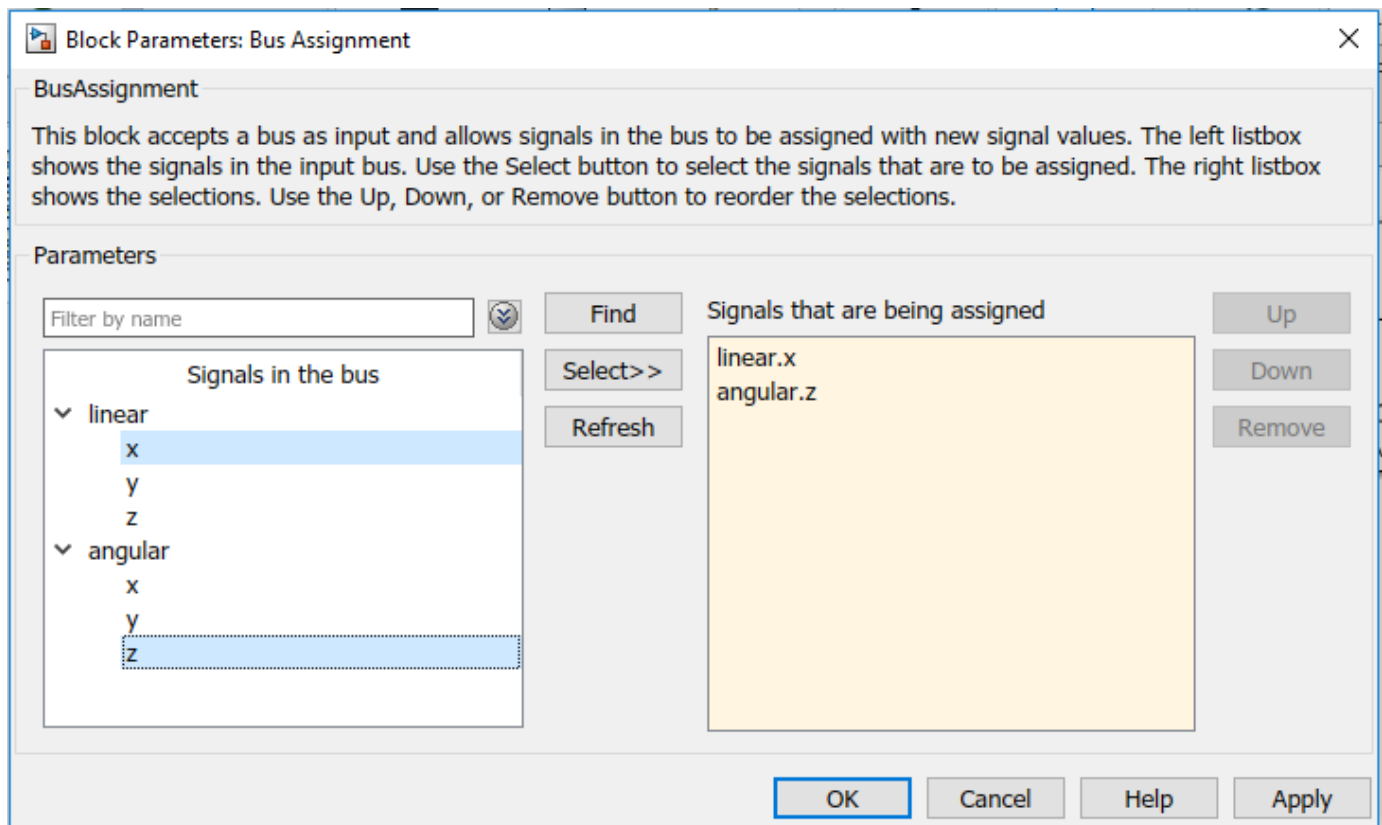 Block Parameters: Bus Assignment
BusAssignment
This block accepts a bus as input and allows signals in the bus to be assigned with new signal values. The left listbox
shows the signals in the input bus. Use the Select button to select the signals that are to be assigned. The right listbox
shows the selections. Use the Up, Down, or Remove button to reorder the selections.
Parameters
Filter by name
Find
Select>>
Refresh
Signals in the bus
linear
x
y
z
angular
x
y
z
Signals that are being assigned
linear.x
angular.z
Up
Down
Remove
OK
Cancel
Help
Apply